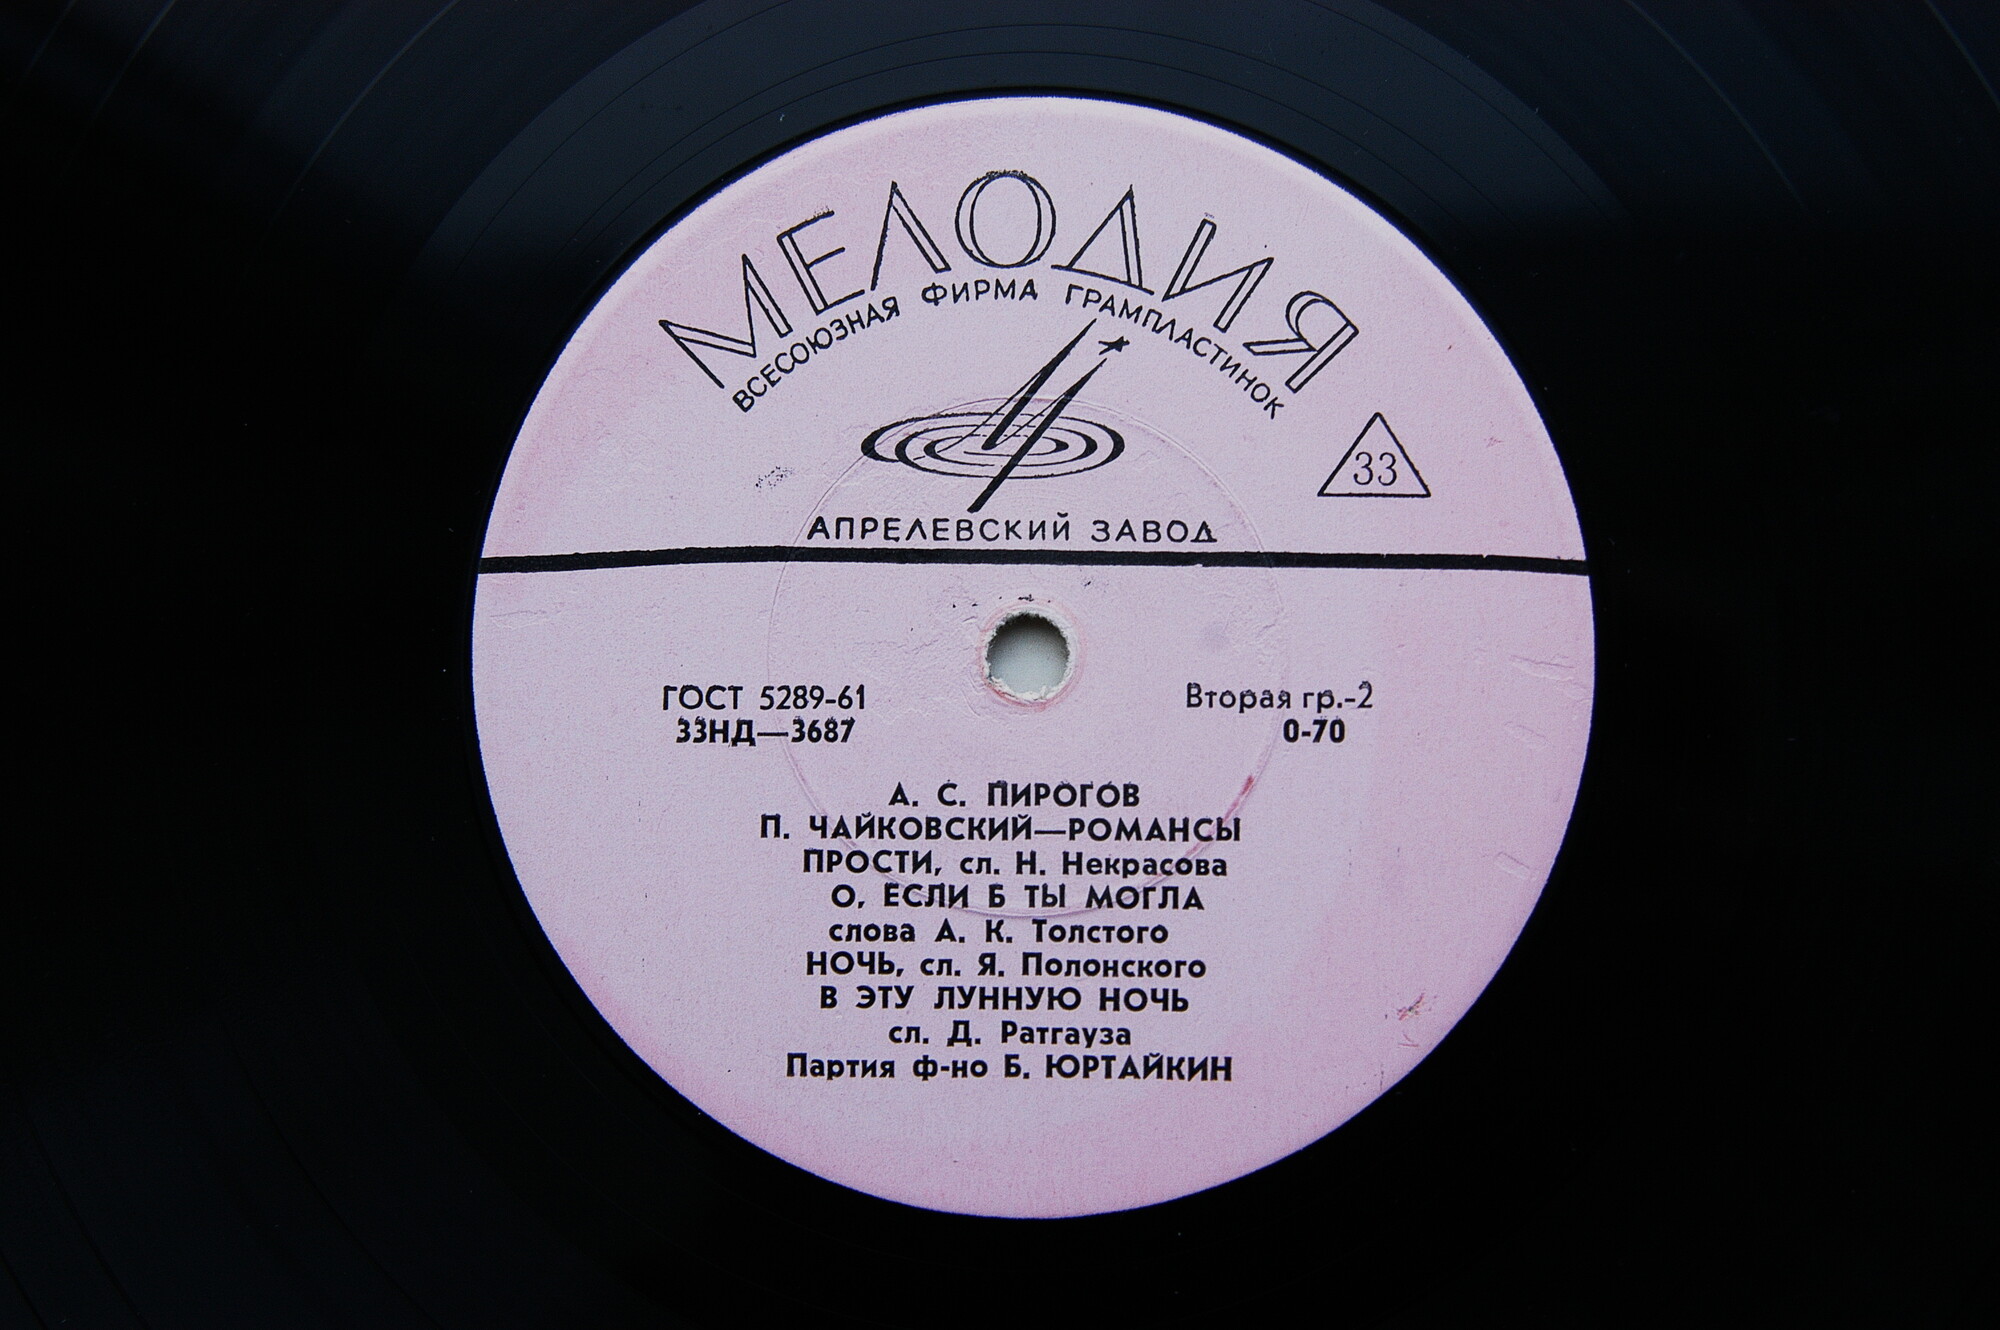 МЕЛОДИЯ
ВСЕСОЮЗНАЯ ФИРМА ГРАМПЛАСТИНОК
33
АПРЕЛЕВСКИЙ ЗАВОД
ГОСТ 5289-61
Вторая гр.-2
33НД—3687
0-70
А. С. ПИРОГОВ
П. ЧАЙКОВСКИЙ—РОМАНСЫ
ПРОСТИ, сл. Н. Некрасова
О, ЕСЛИ Б ТЫ МОГЛА
слова А. К. Толстого
НОЧЬ, сл. Я. Полонского
В ЭТУ ЛУННУЮ НОЧЬ
сл. Д. Ратгауза
Партия ф-но Б. ЮРТАЙКИН